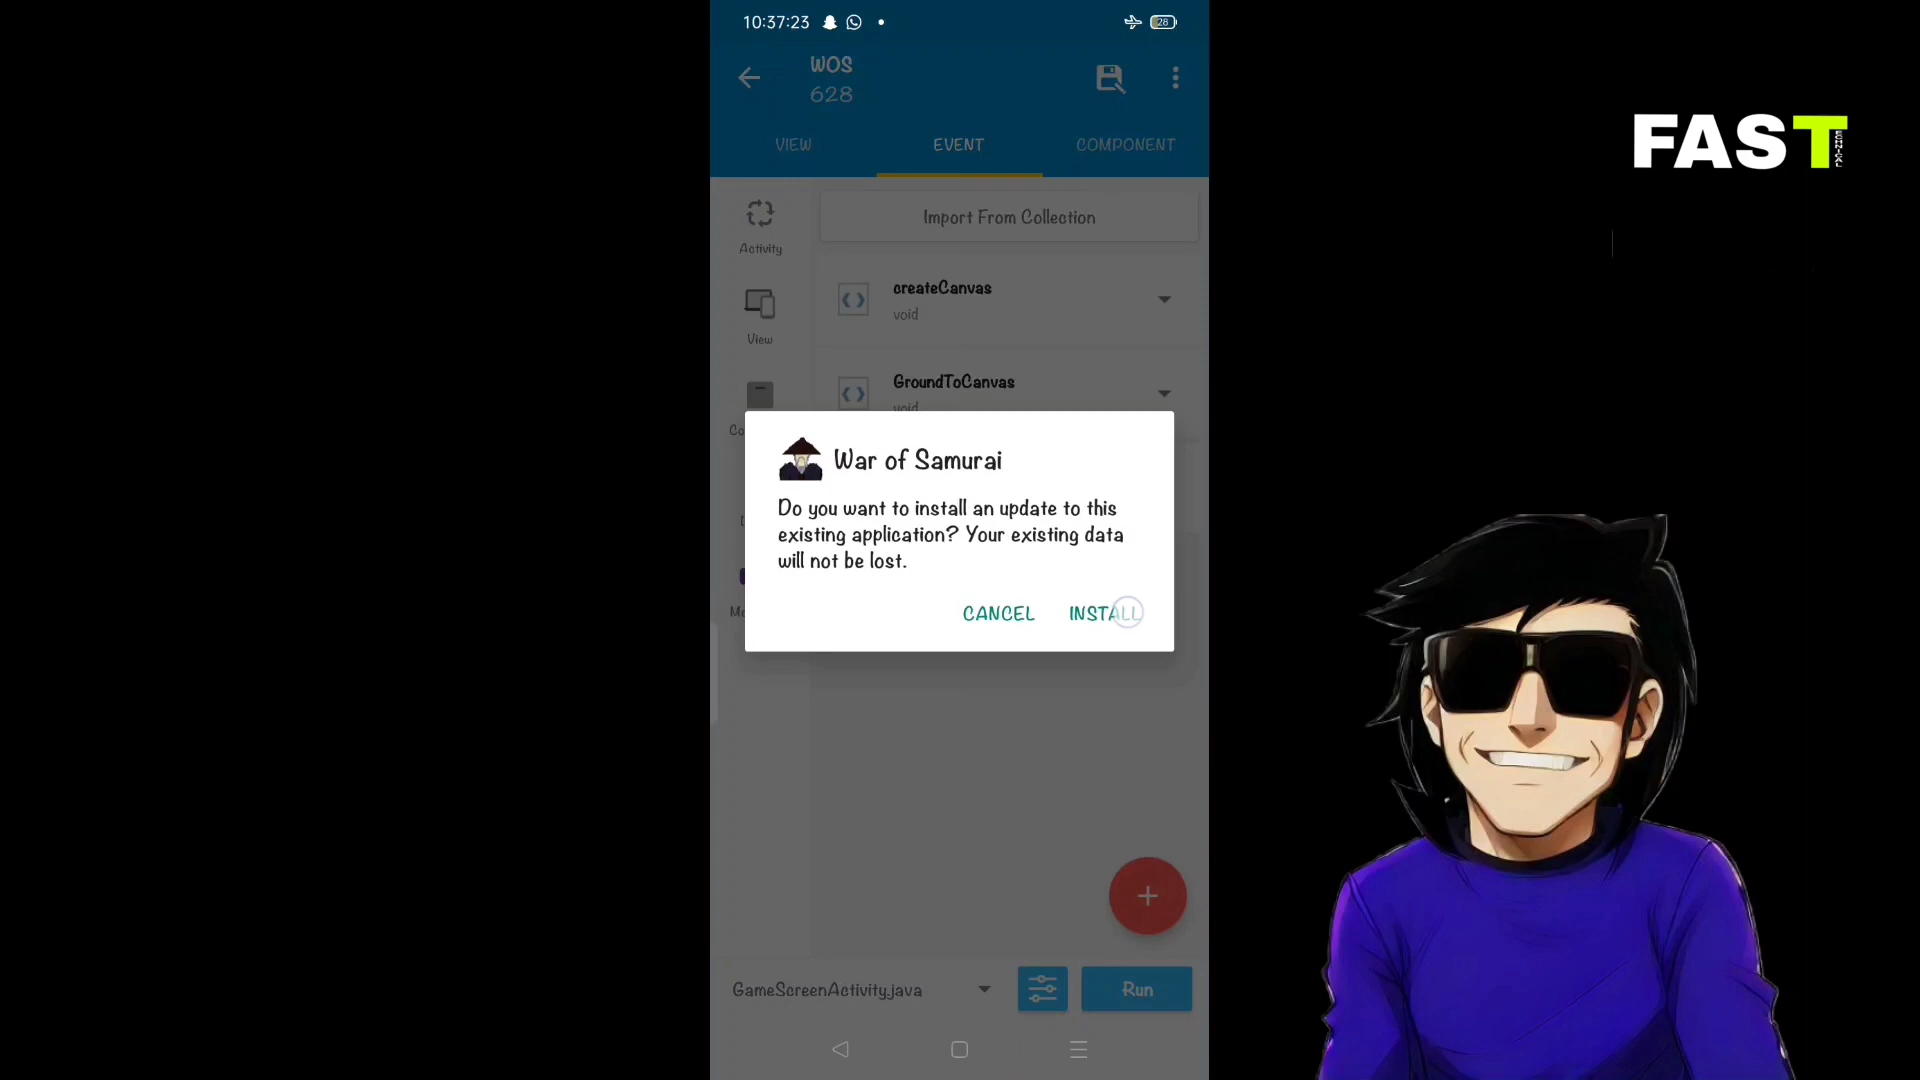 10:37:23
28
WOS
628
VIEW
EVENT
COMPONENT
Import From Collection
Activity
createCanvas
void
View
GroundToCanvas
void
War of Samurai
Do you want to install an update to this
existing application? Your existing data
will not be lost.
CANCEL
INSTALL
GameScreenActivity.java
Run
FAST